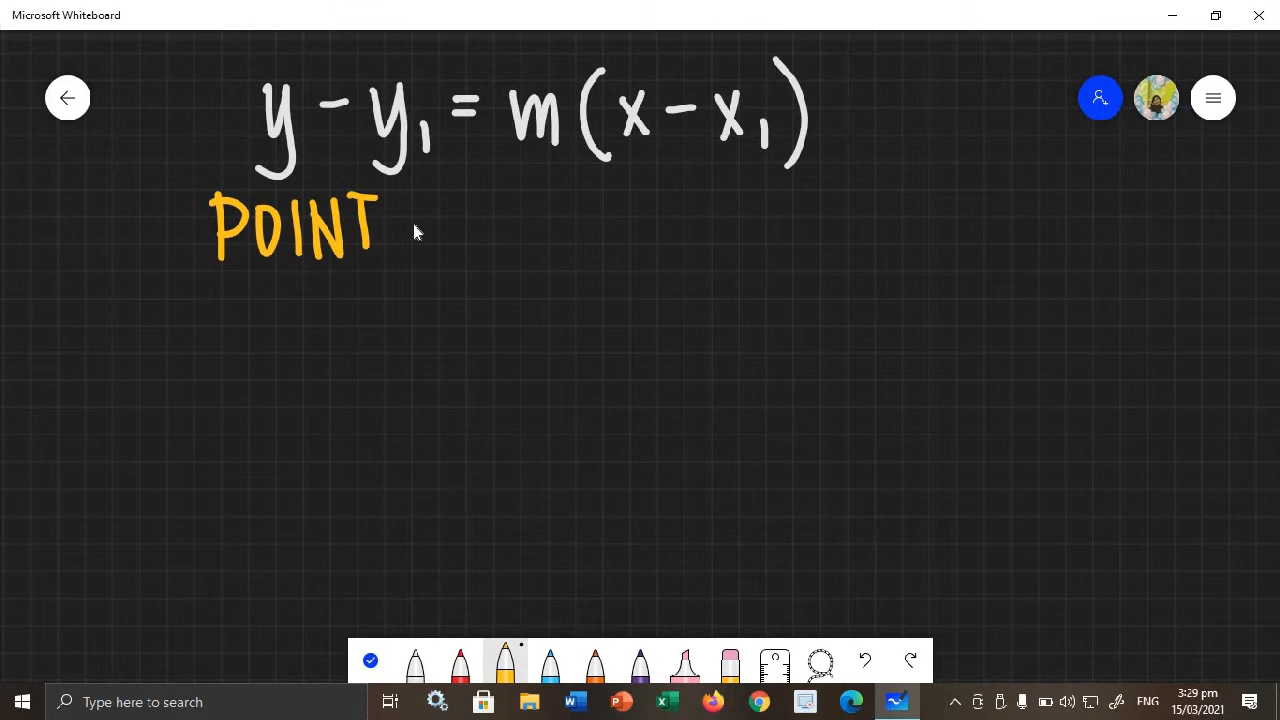 Microsoft Whiteboard
y - y₁ = m(x - x₁)
POINT
Type here to search
ENG
3:29 pm
15/03/2021